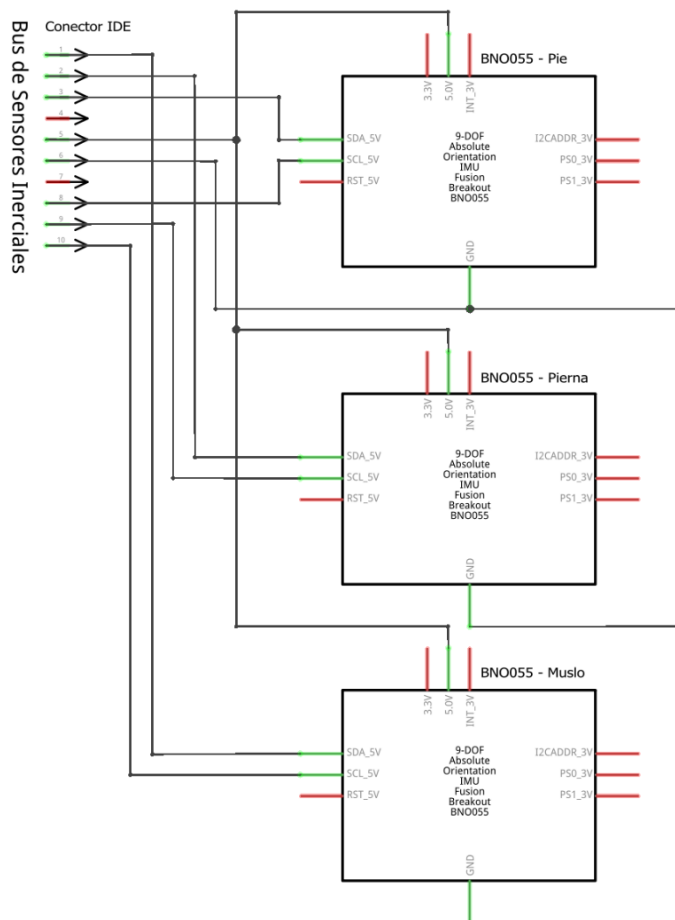 Bus de Sensores Inerciales
Conector IDE
1
2
3
4
5
6
7
8
9
10
BNO055 - Pie
3.3V
5.0V
INT_3V
SDA_5V
SCL_5V
RST_5V
9-DOF
Absolute
Orientation
IMU
Fusion
Breakout
BNO055
I2CADDR_3V
PS0_3V
PS1_3V
GND
BNO055 - Pierna
3.3V
5.0V
INT_3V
SDA_5V
SCL_5V
RST_5V
9-DOF
Absolute
Orientation
IMU
Fusion
Breakout
BNO055
I2CADDR_3V
PS0_3V
PS1_3V
GND
BNO055 - Muslo
3.3V
5.0V
INT_3V
SDA_5V
SCL_5V
RST_5V
9-DOF
Absolute
Orientation
IMU
Fusion
Breakout
BNO055
I2CADDR_3V
PS0_3V
PS1_3V
GND